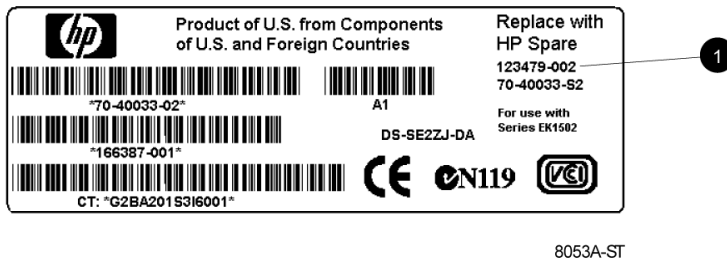 hp
Product of U.S. from Components
of U.S. and Foreign Countries
Replace with
HP Spare
123479-002
70-40033-S2
1
*70-40033-02*
A1
For use with
Series EK1502
*166387-001*
DS-SE2ZJ-DA
CT: *G2BA201S3I6001*
CE
N119
VCI
8053A-ST